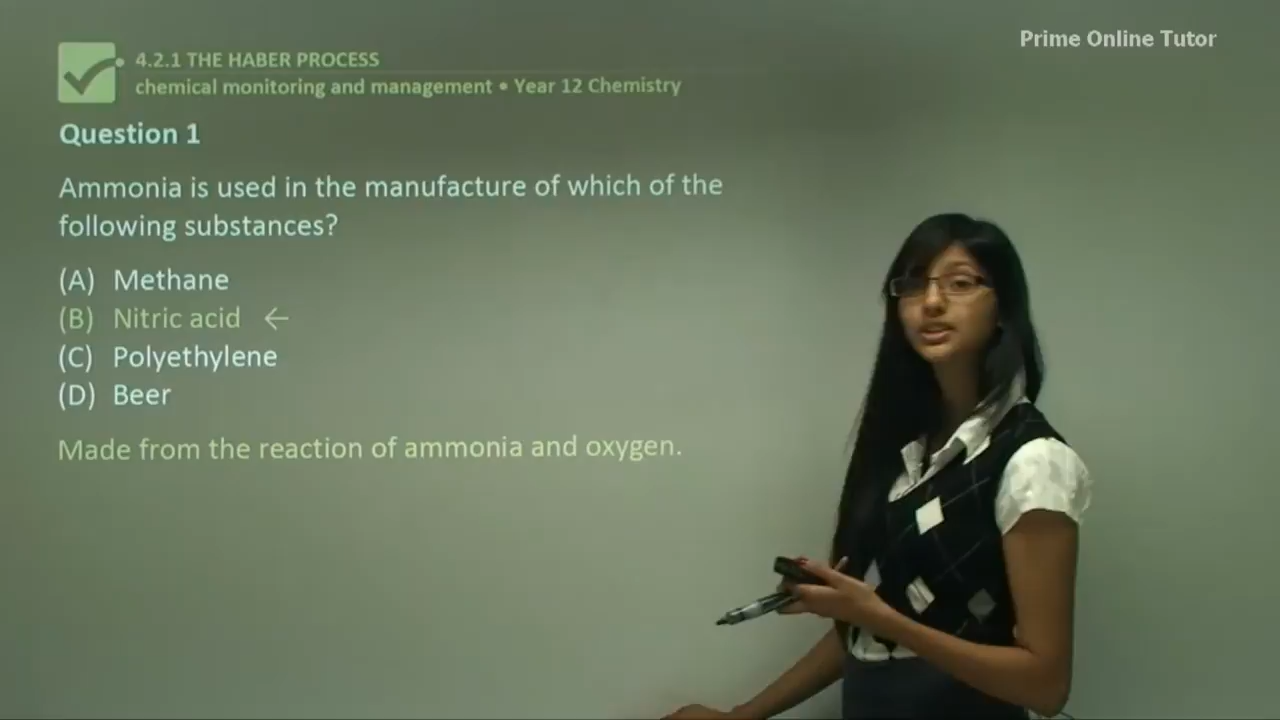 Prime Online Tutor
4.2.1 THE HABER PROCESS
chemical monitoring and management • Year 12 Chemistry
Question 1
Ammonia is used in the manufacture of which of the
following substances?
(A) Methane
(B) Nitric acid ←
(C) Polyethylene
(D) Beer
Made from the reaction of ammonia and oxygen.